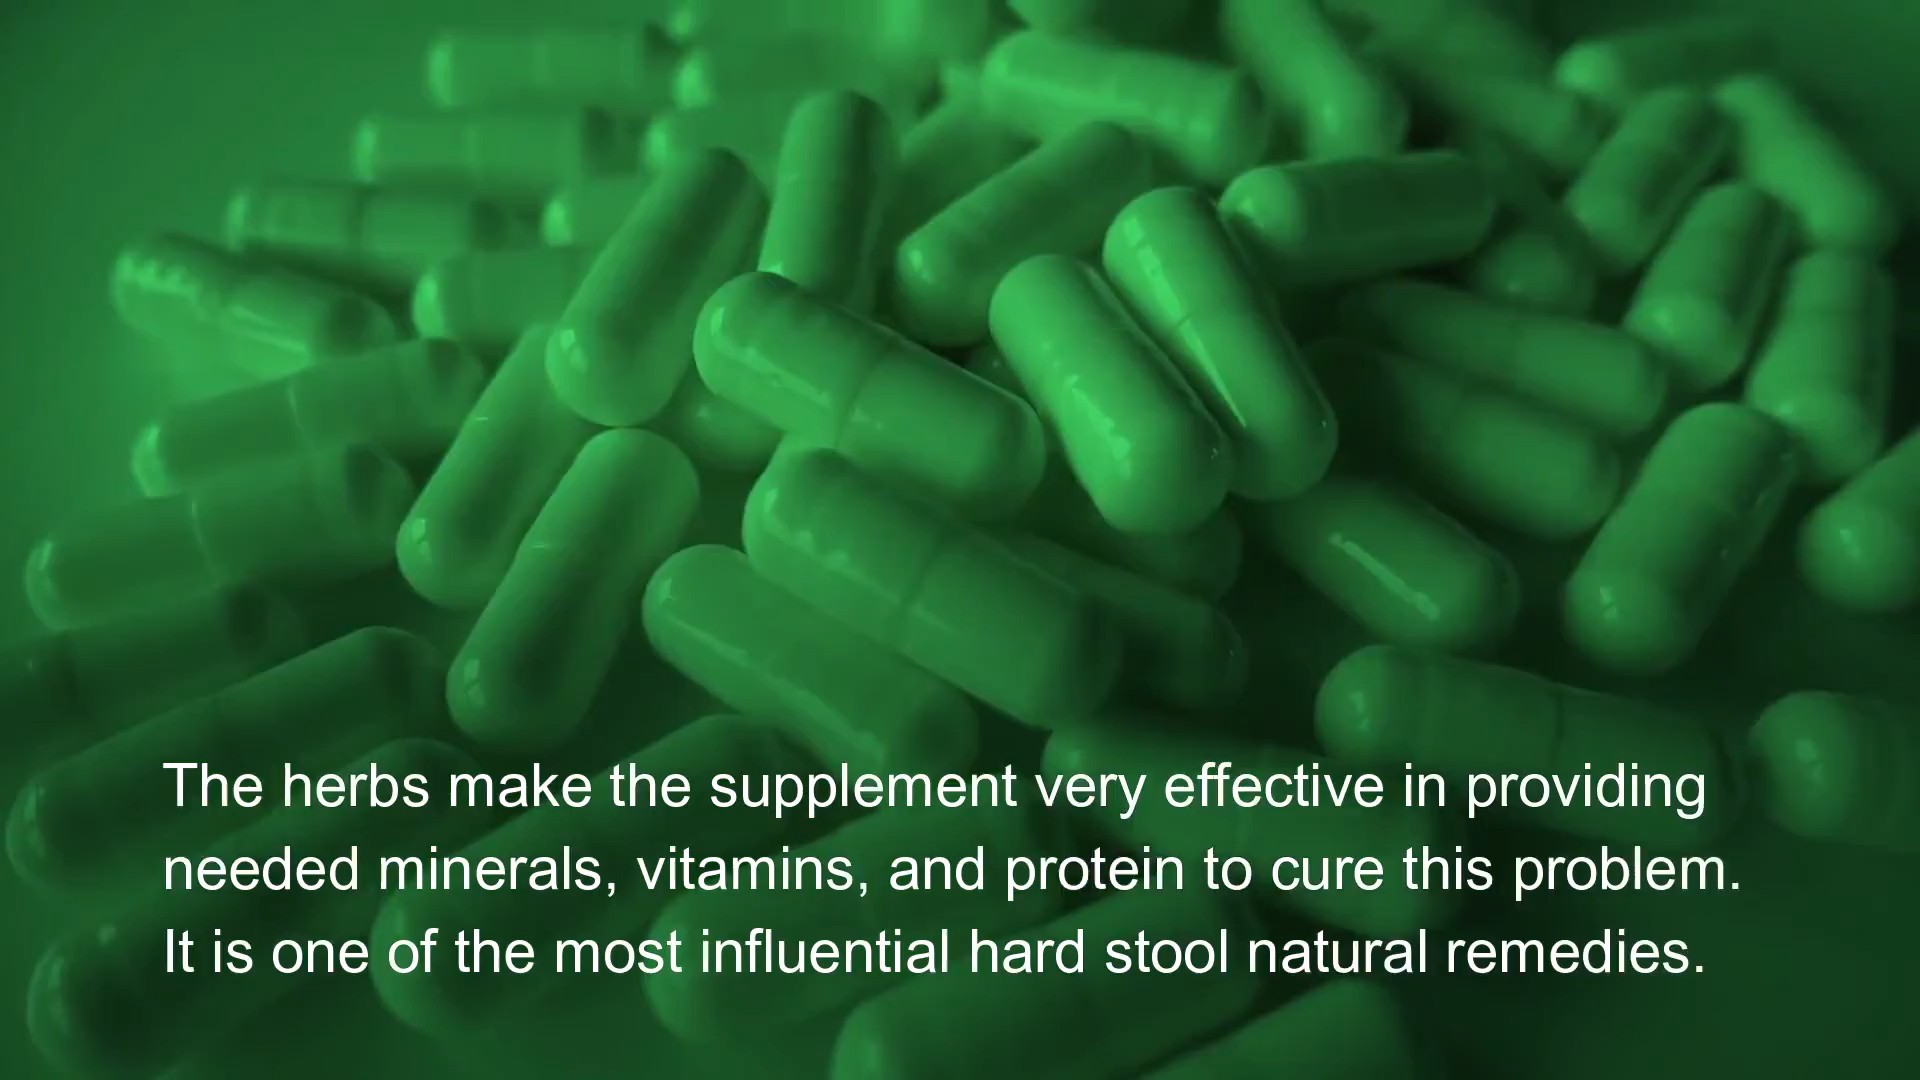 The herbs make the supplement very effective in providing
needed minerals, vitamins, and protein to cure this problem.
It is one of the most influential hard stool natural remedies.